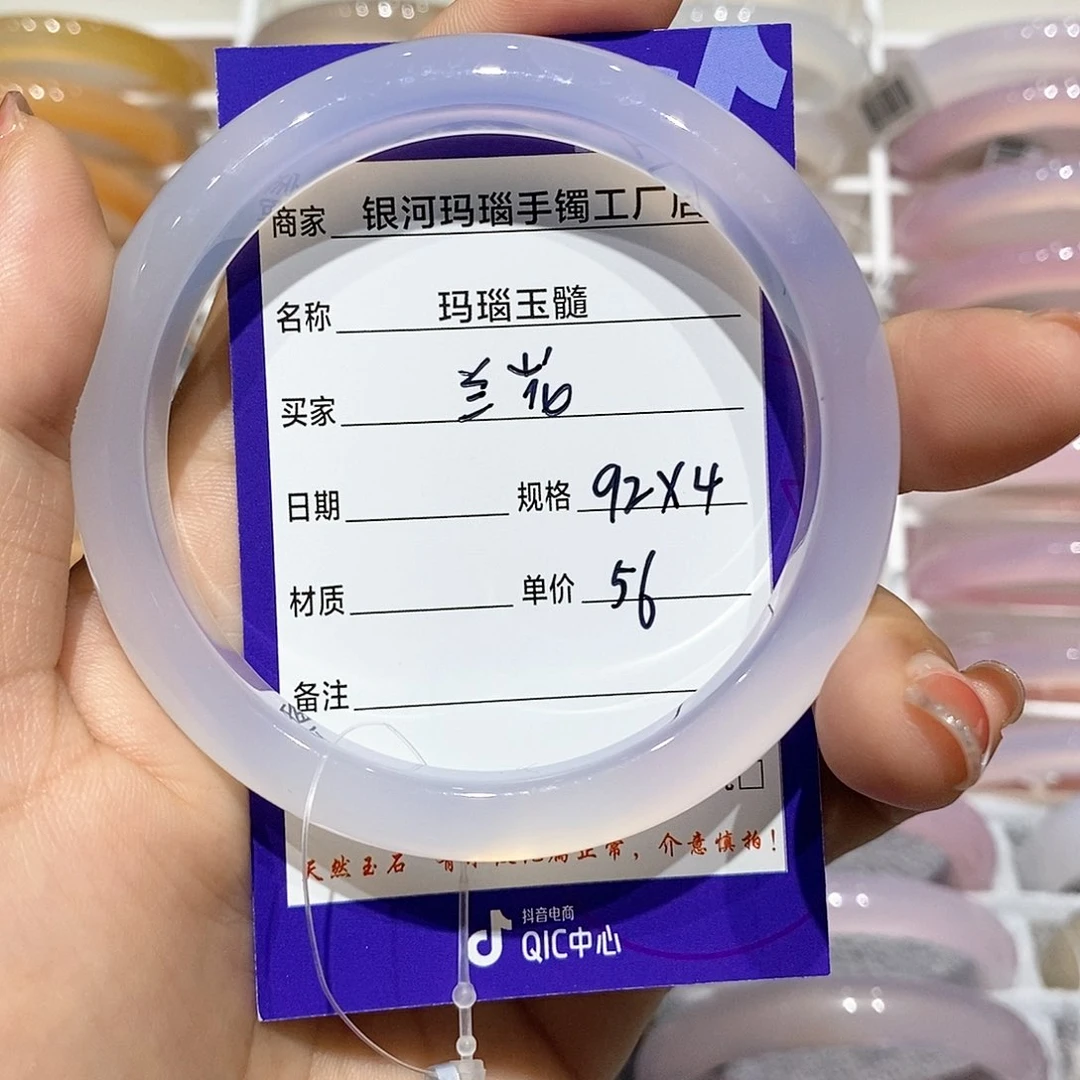 商家 银河玛瑙手镯工厂店
名称 玛瑙玉髓
买家 兰花
日期 规格 92X4
材质 单价 56
备注
天然玉石 正常，介意慎拍！
抖音电商
QIC中心